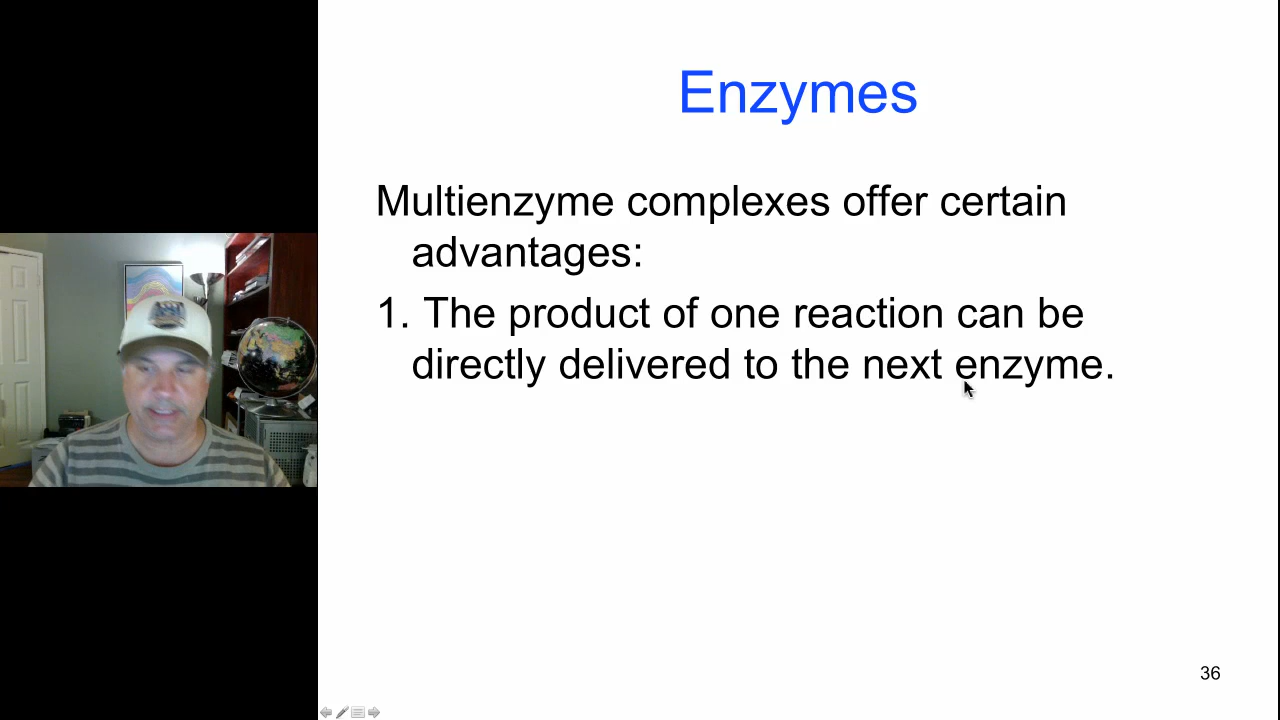 Enzymes
Multienzyme complexes offer certain
advantages:
1. The product of one reaction can be
directly delivered to the next enzyme.
36